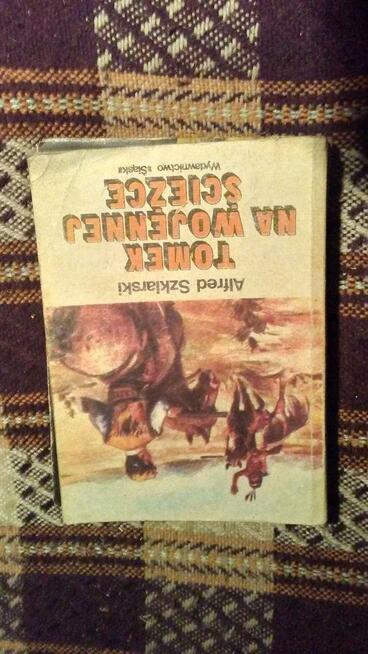 Alfred Szklarski
TOMEK
NA WOJENNEJ
ŚCIEŻCE
Wydawnictwo „Śląsk”